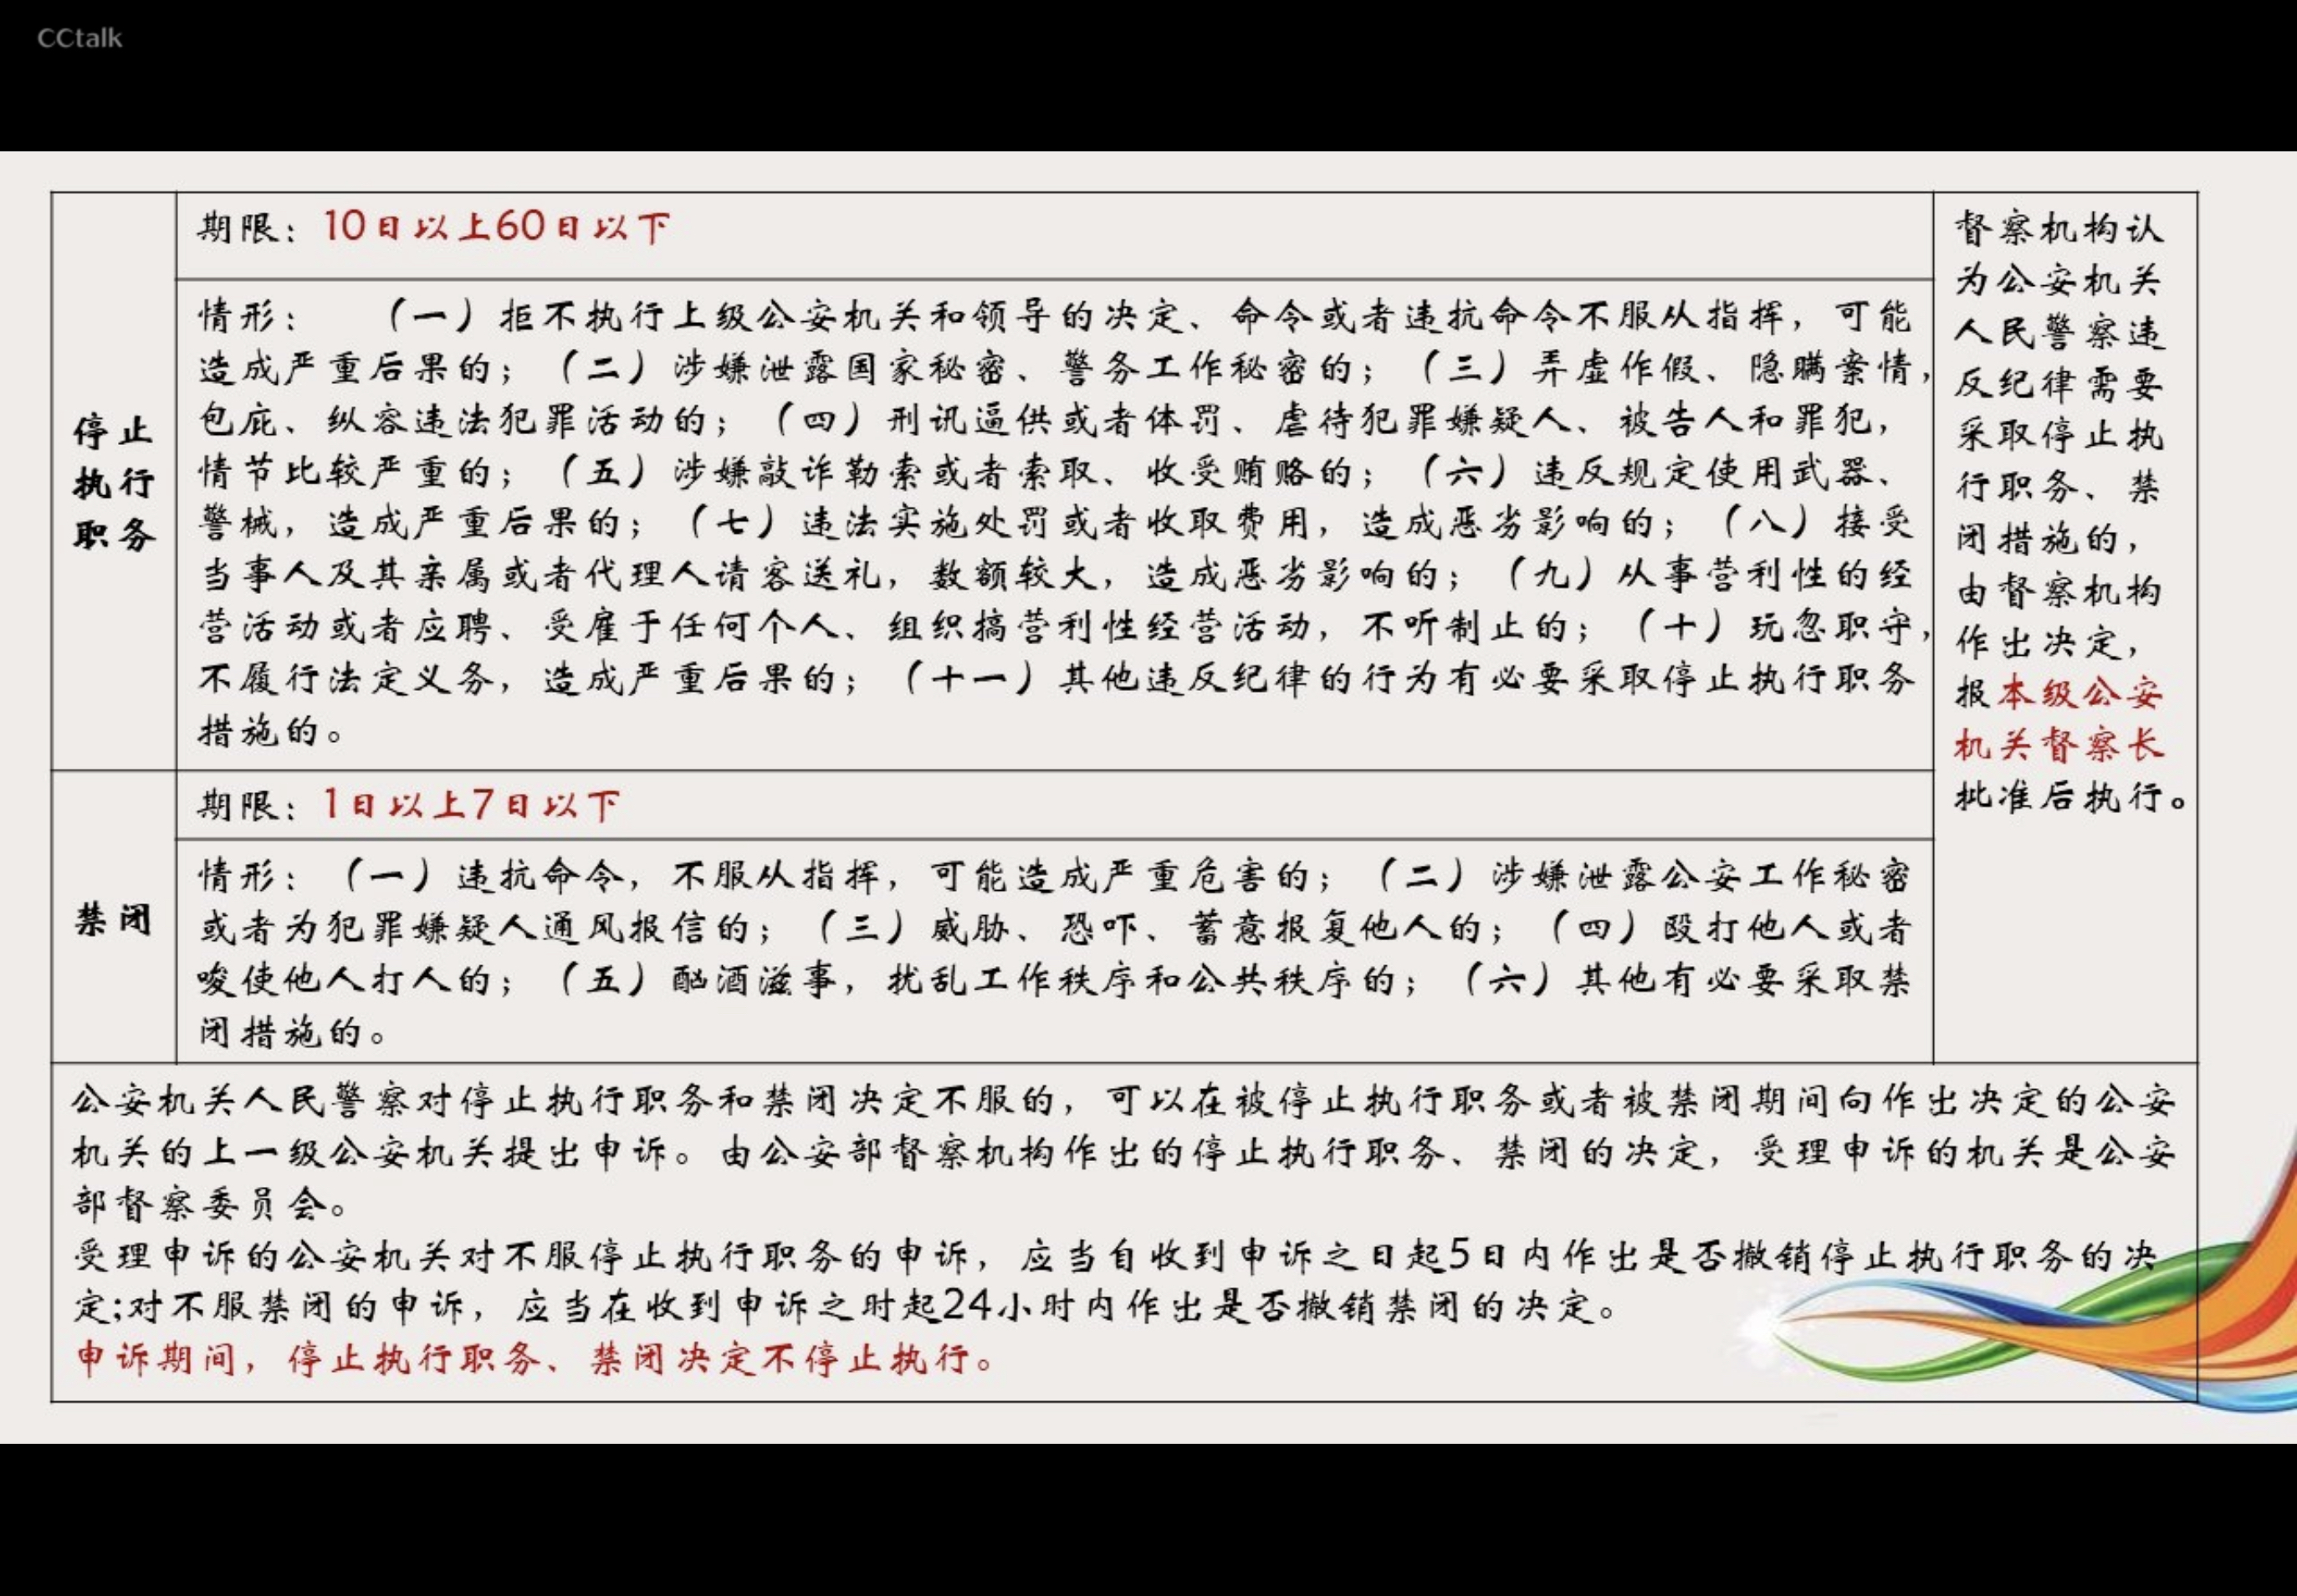 CCtalk
停止
执行
职务
期限：10日以上60日以下
情形：　（一）拒不执行上级公安机关和领导的决定、命令或者违抗命令不服从指挥，可能
造成严重后果的；（二）涉嫌泄露国家秘密、警务工作秘密的；（三）弄虚作假、隐瞒案情，
包庇、纵容违法犯罪活动的；（四）刑讯逼供或者体罚、虐待犯罪嫌疑人、被告人和罪犯，
情节比较严重的；（五）涉嫌敲诈勒索或者索取、收受贿赂的；（六）违反规定使用武器、
警械，造成严重后果的；（七）违法实施处罚或者收取费用，造成恶劣影响的；（八）接受
当事人及其亲属或者代理人请客送礼，数额较大，造成恶劣影响的；（九）从事营利性的经
营活动或者应聘、受雇于任何个人、组织搞营利性经营活动，不听制止的；（十）玩忽职守，
不履行法定义务，造成严重后果的；（十一）其他违反纪律的行为有必要采取停止执行职务
措施的。
督察机构认
为公安机关
人民警察违
反纪律需要
采取停止执
行职务、禁
闭措施的，
由督察机构
作出决定，
报本级公安
机关督察长
批准后执行。
禁闭
期限：1日以上7日以下
情形：（一）违抗命令，不服从指挥，可能造成严重危害的；（二）涉嫌泄露公安工作秘密
或者为犯罪嫌疑人通风报信的；（三）威胁、恐吓、蓄意报复他人的；（四）殴打他人或者
唆使他人打人的；（五）酗酒滋事，扰乱工作秩序和公共秩序的；（六）其他有必要采取禁
闭措施的。
公安机关人民警察对停止执行职务和禁闭决定不服的，可以在被停止执行职务或者被禁闭期间向作出决定的公安
机关的上一级公安机关提出申诉。由公安部督察机构作出的停止执行职务、禁闭的决定，受理申诉的机关是公安
部督察委员会。
受理申诉的公安机关对不服停止执行职务的申诉，应当自收到申诉之日起5日内作出是否撤销停止执行职务的决
定;对不服禁闭的申诉，应当在收到申诉之时起24小时内作出是否撤销禁闭的决定。
申诉期间，停止执行职务、禁闭决定不停止执行。